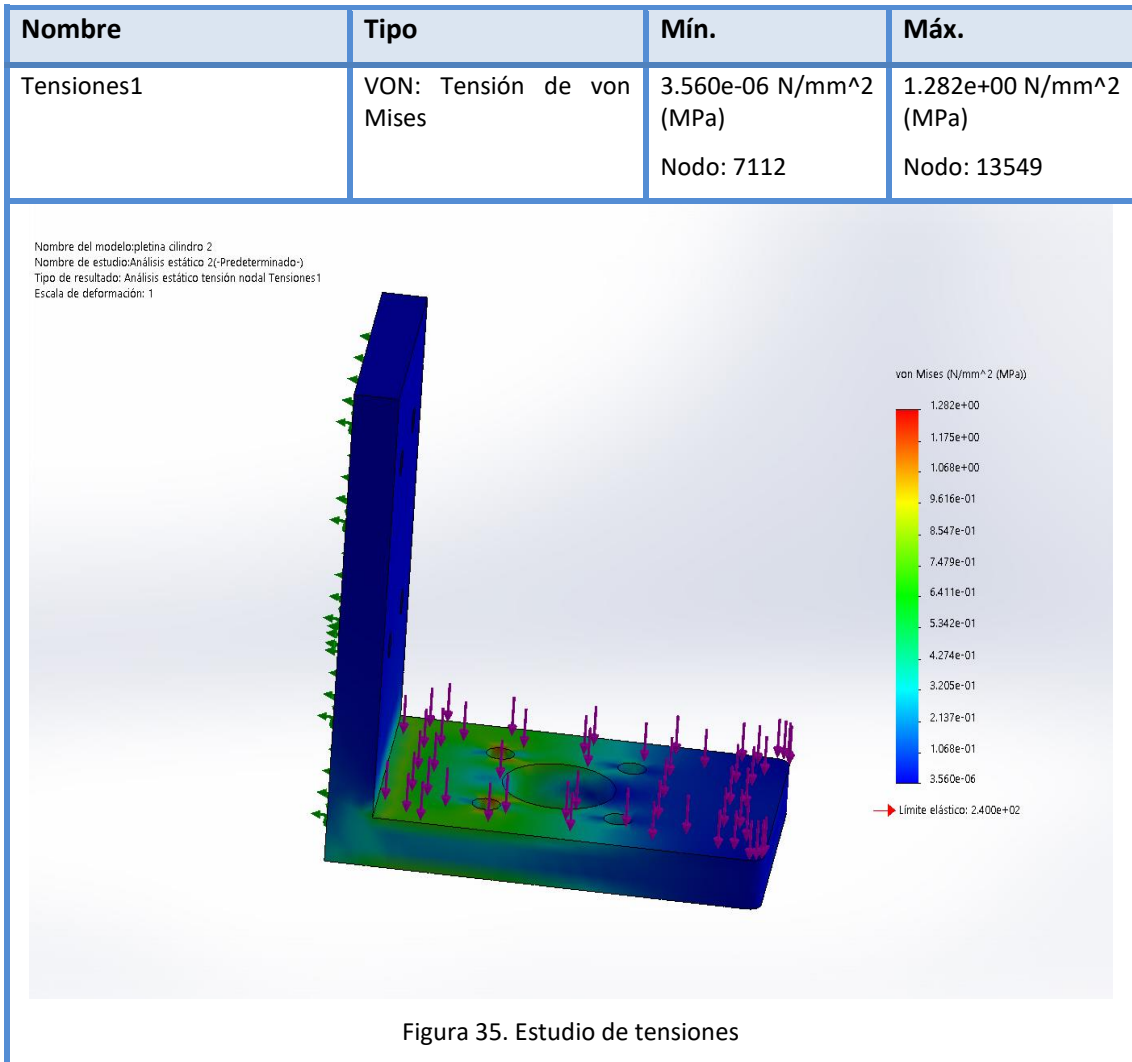 Nombre Tipo Mín. Máx.
Tensiones1 VON: Tensión de von Mises 3.560e-06 N/mm^2 (MPa) Nodo: 7112 1.282e+00 N/mm^2 (MPa) Nodo: 13549
Nombre del modelo:pletina cilindro 2
Nombre de estudio:Análisis estático 2(-Predeterminado-)
Tipo de resultado: Análisis estático tensión nodal Tensiones1
Escala de deformación: 1
von Mises (N/mm^2 (MPa))
1.282e+00
1.175e+00
1.068e+00
9.616e-01
8.547e-01
7.479e-01
6.411e-01
5.342e-01
4.274e-01
3.205e-01
2.137e-01
1.068e-01
3.560e-06
Límite elástico: 2.400e+02
Figura 35. Estudio de tensiones